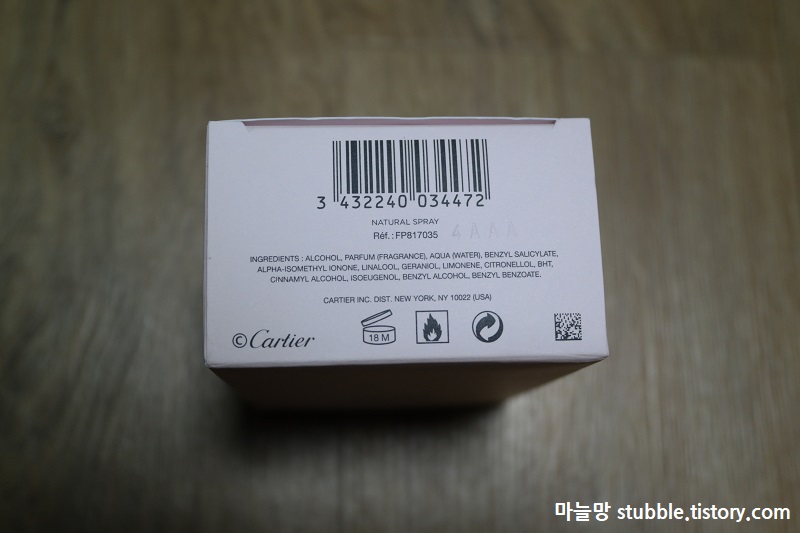 3 432240 034472
NATURAL SPRAY
Réf. : FP817035 4AAA
INGREDIENTS : ALCOHOL, PARFUM (FRAGRANCE), AQUA (WATER), BENZYL SALICYLATE,
ALPHA-ISOMETHYL IONONE, LINALOOL, GERANIOL, LIMONENE, CITRONELLOL, BHT,
CINNAMYL ALCOHOL, ISOEUGENOL, BENZYL ALCOHOL, BENZYL BENZOATE.
CARTIER INC. DIST. NEW YORK, NY 10022 (USA)
©Cartier
18 M
마늘망 stubble.tistory.com